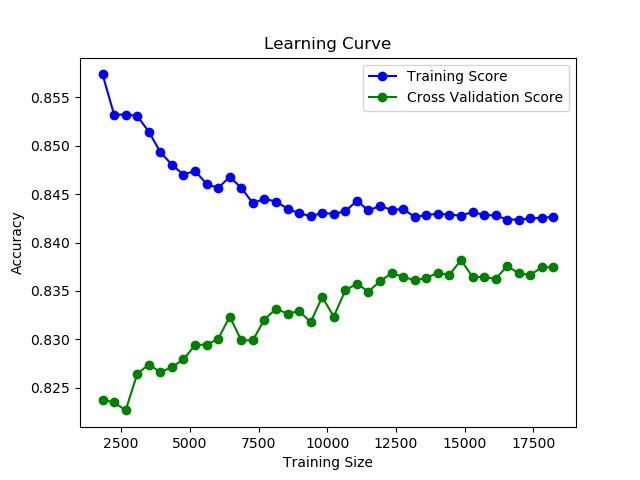 Learning Curve
Training Score
Cross Validation Score
0.855
0.850
0.845
0.840
0.835
0.830
0.825
Accuracy
2500 5000 7500 10000 12500 15000 17500
Training Size